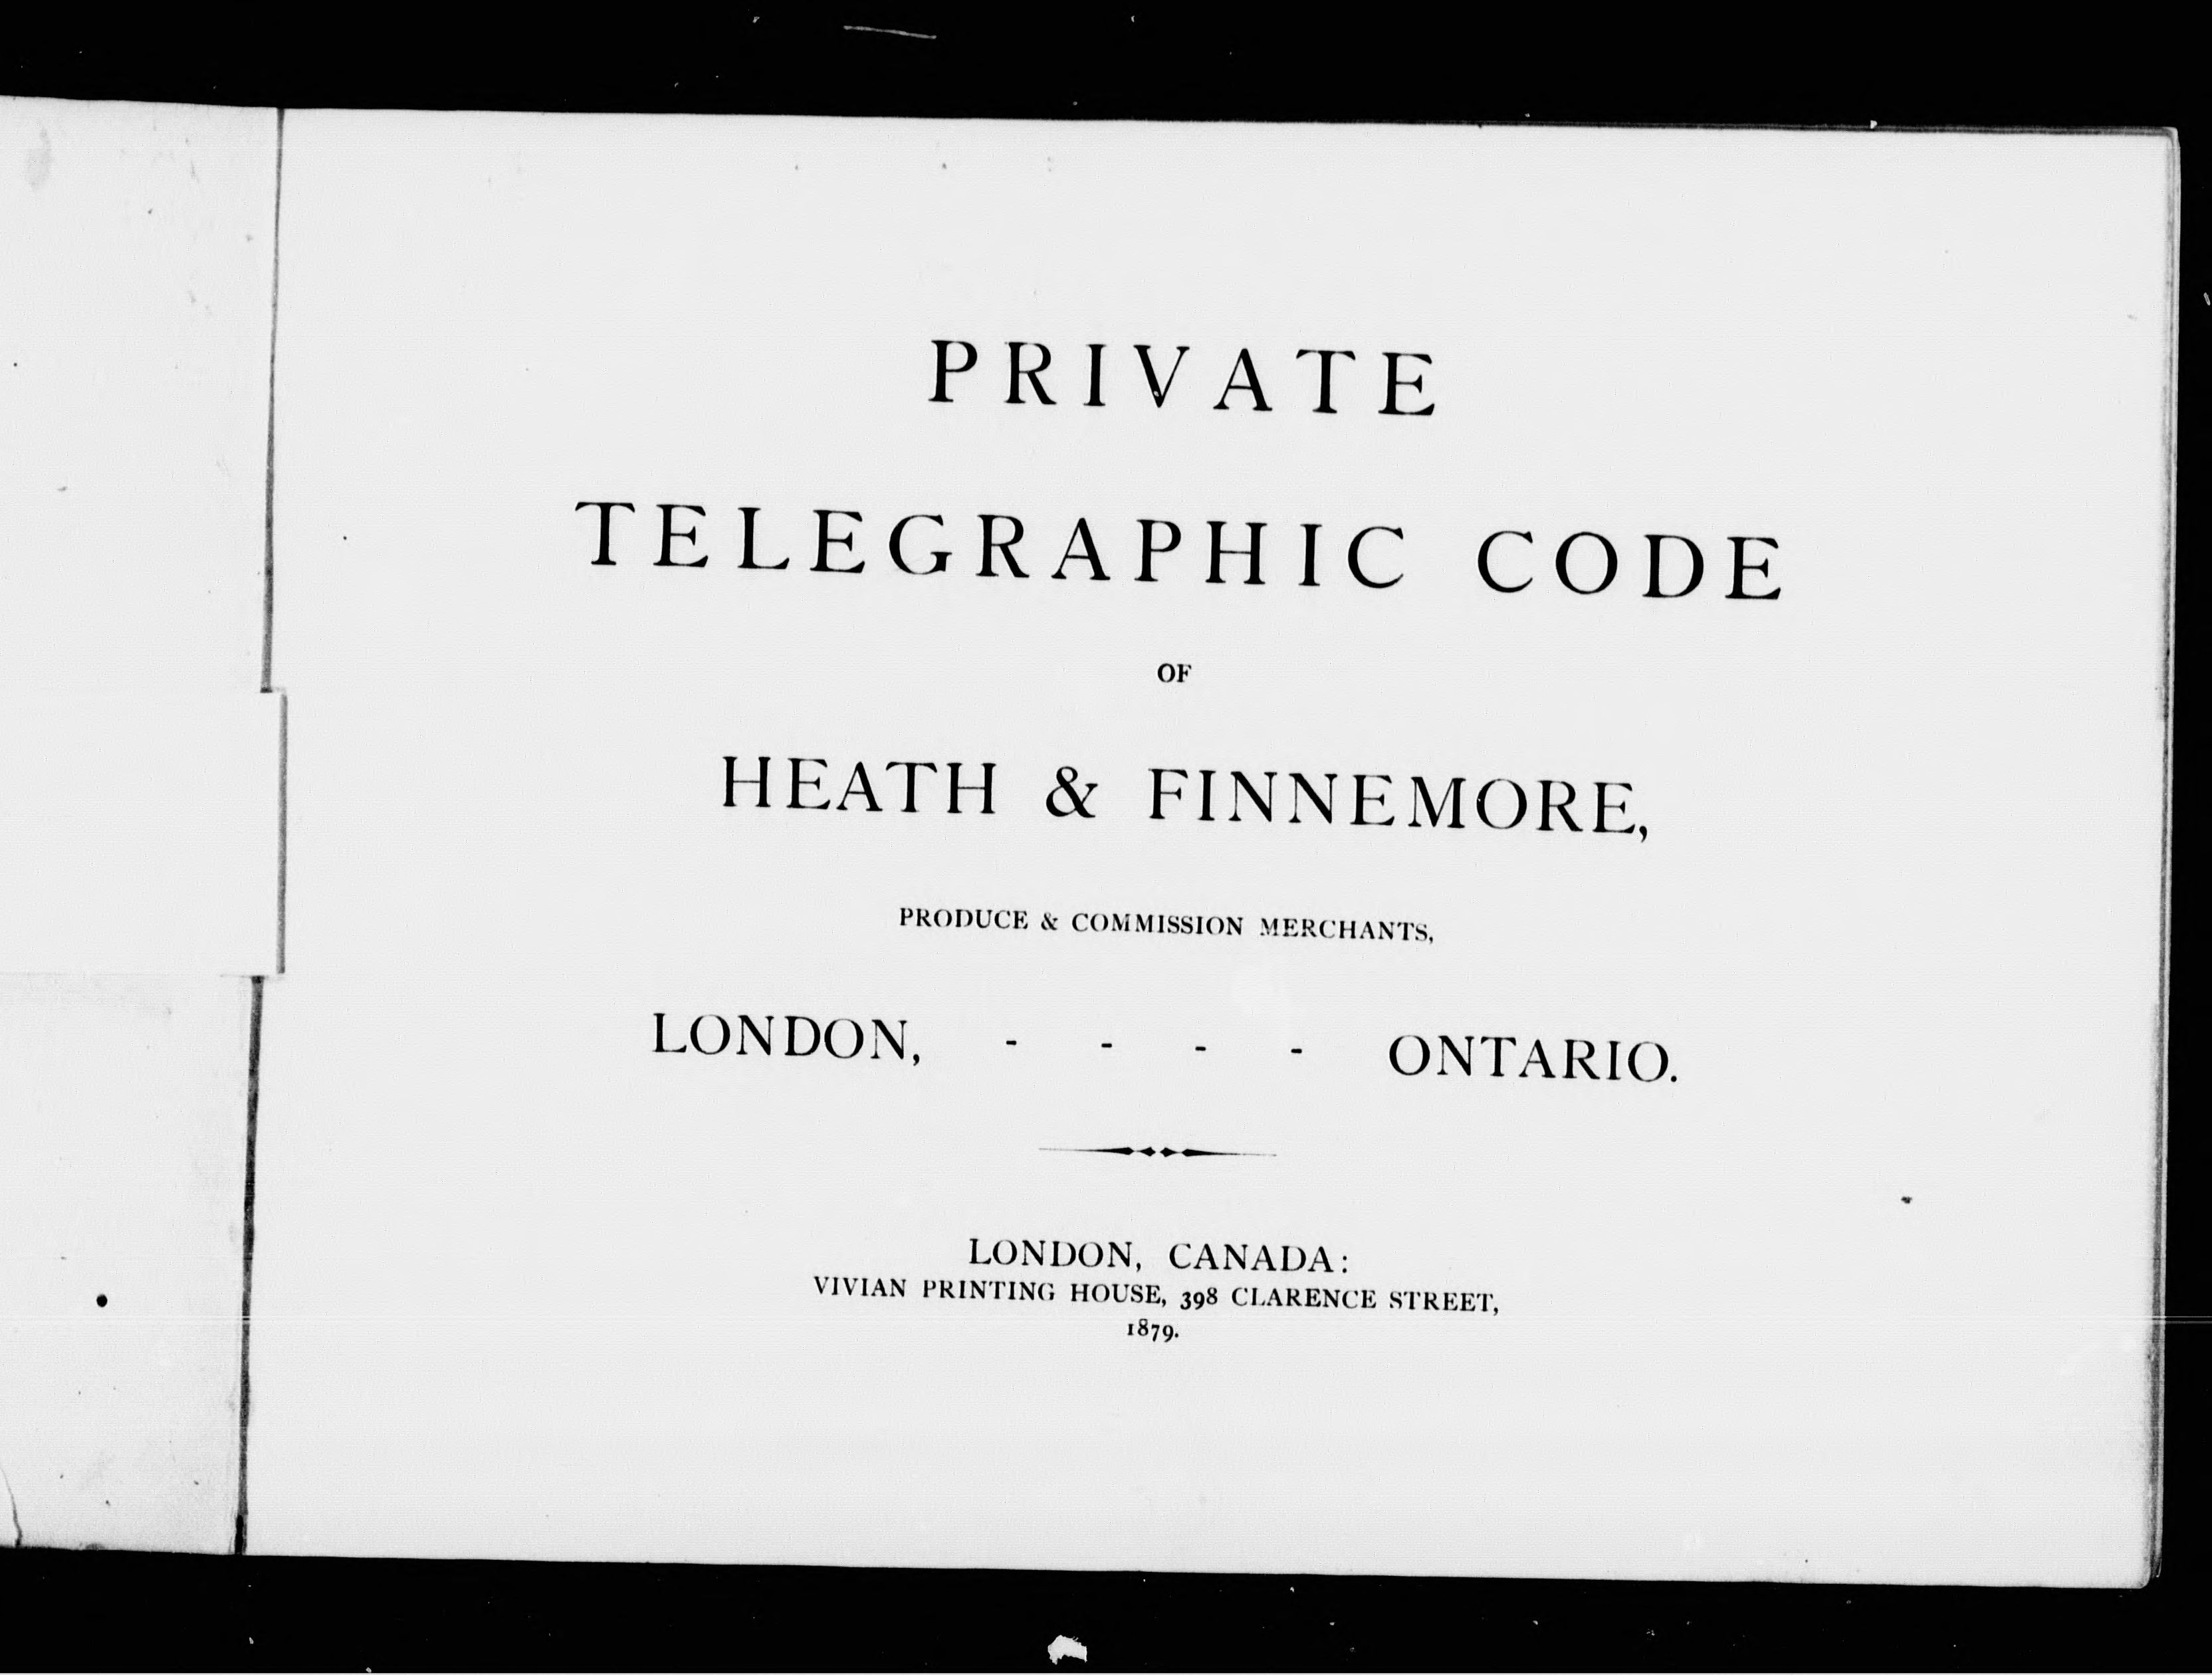 PRIVATE
TELEGRAPHIC CODE
OF
HEATH & FINNEMORE,
PRODUCE & COMMISSION MERCHANTS,
LONDON, - - - - ONTARIO.
LONDON, CANADA:
VIVIAN PRINTING HOUSE, 398 CLARENCE STREET,
1879.